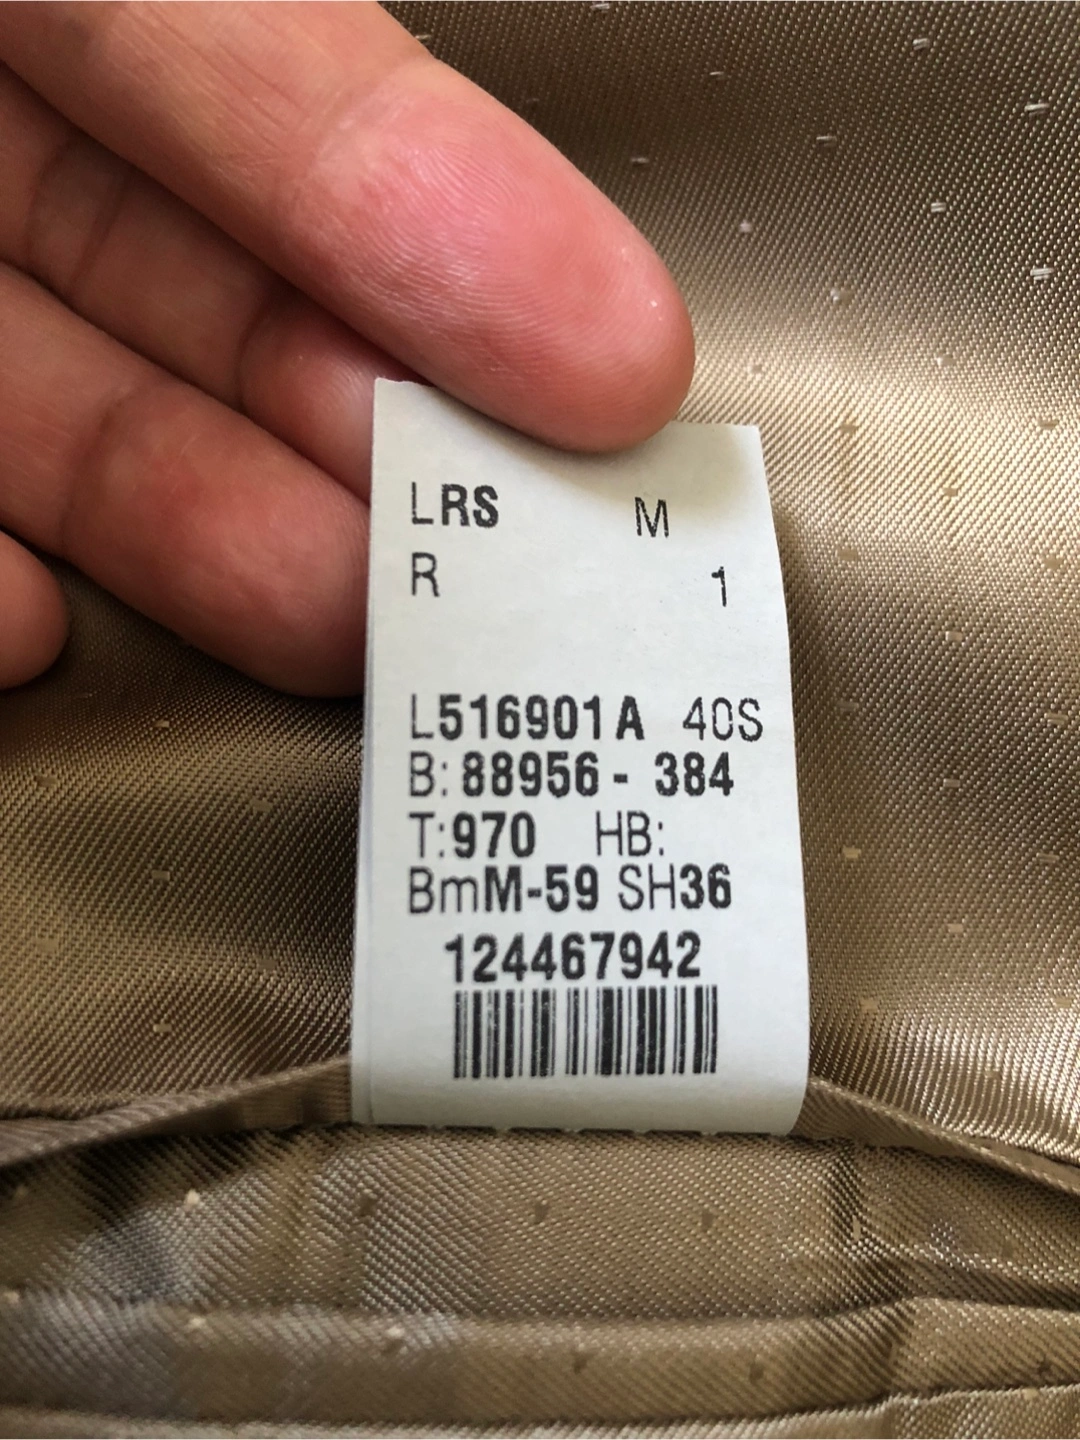 LRS M
R 1
L516901A 40S
B: 88956 - 384
T:970 HB:
BmM-59 SH36
124467942